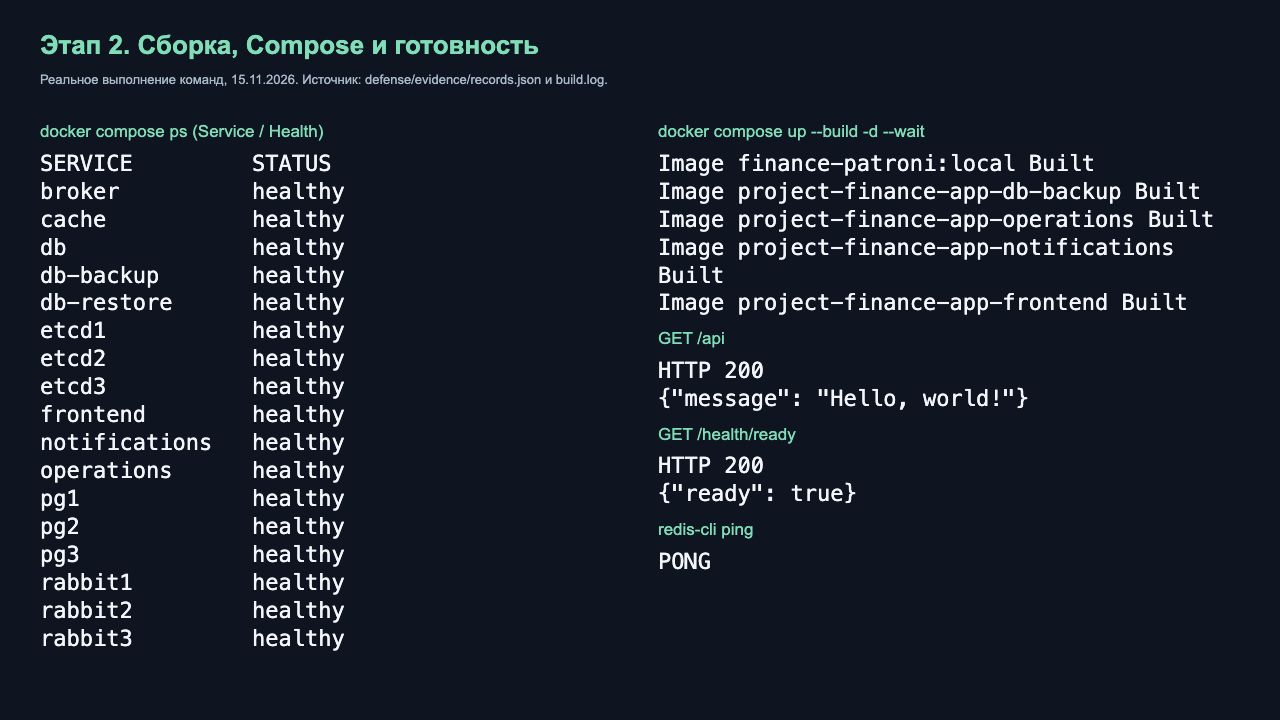 Этап 2. Сборка, Compose и готовность
Реальное выполнение команд, 15.11.2026. Источник: defense/evidence/records.json и build.log.
docker compose ps (Service / Health)
SERVICE STATUS
broker healthy
cache healthy
db healthy
db-backup healthy
db-restore healthy
etcd1 healthy
etcd2 healthy
etcd3 healthy
frontend healthy
notifications healthy
operations healthy
pg1 healthy
pg2 healthy
pg3 healthy
rabbit1 healthy
rabbit2 healthy
rabbit3 healthy
docker compose up --build -d --wait
Image finance-patroni:local Built
Image project-finance-app-db-backup Built
Image project-finance-app-operations Built
Image project-finance-app-notifications
Built
Image project-finance-app-frontend Built
GET /api
HTTP 200
{"message": "Hello, world!"}
GET /health/ready
HTTP 200
{"ready": true}
redis-cli ping
PONG